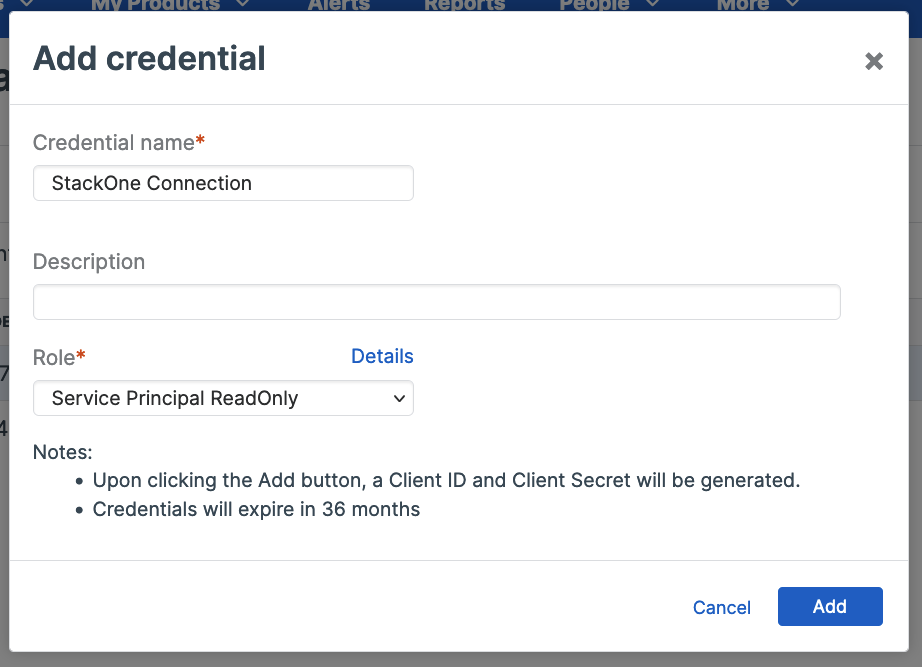 My Products Alerts Reports People More
Add credential
Credential name*
StackOne Connection
Description
Role* Details
Service Principal ReadOnly
Notes:
• Upon clicking the Add button, a Client ID and Client Secret will be generated.
• Credentials will expire in 36 months
Cancel Add